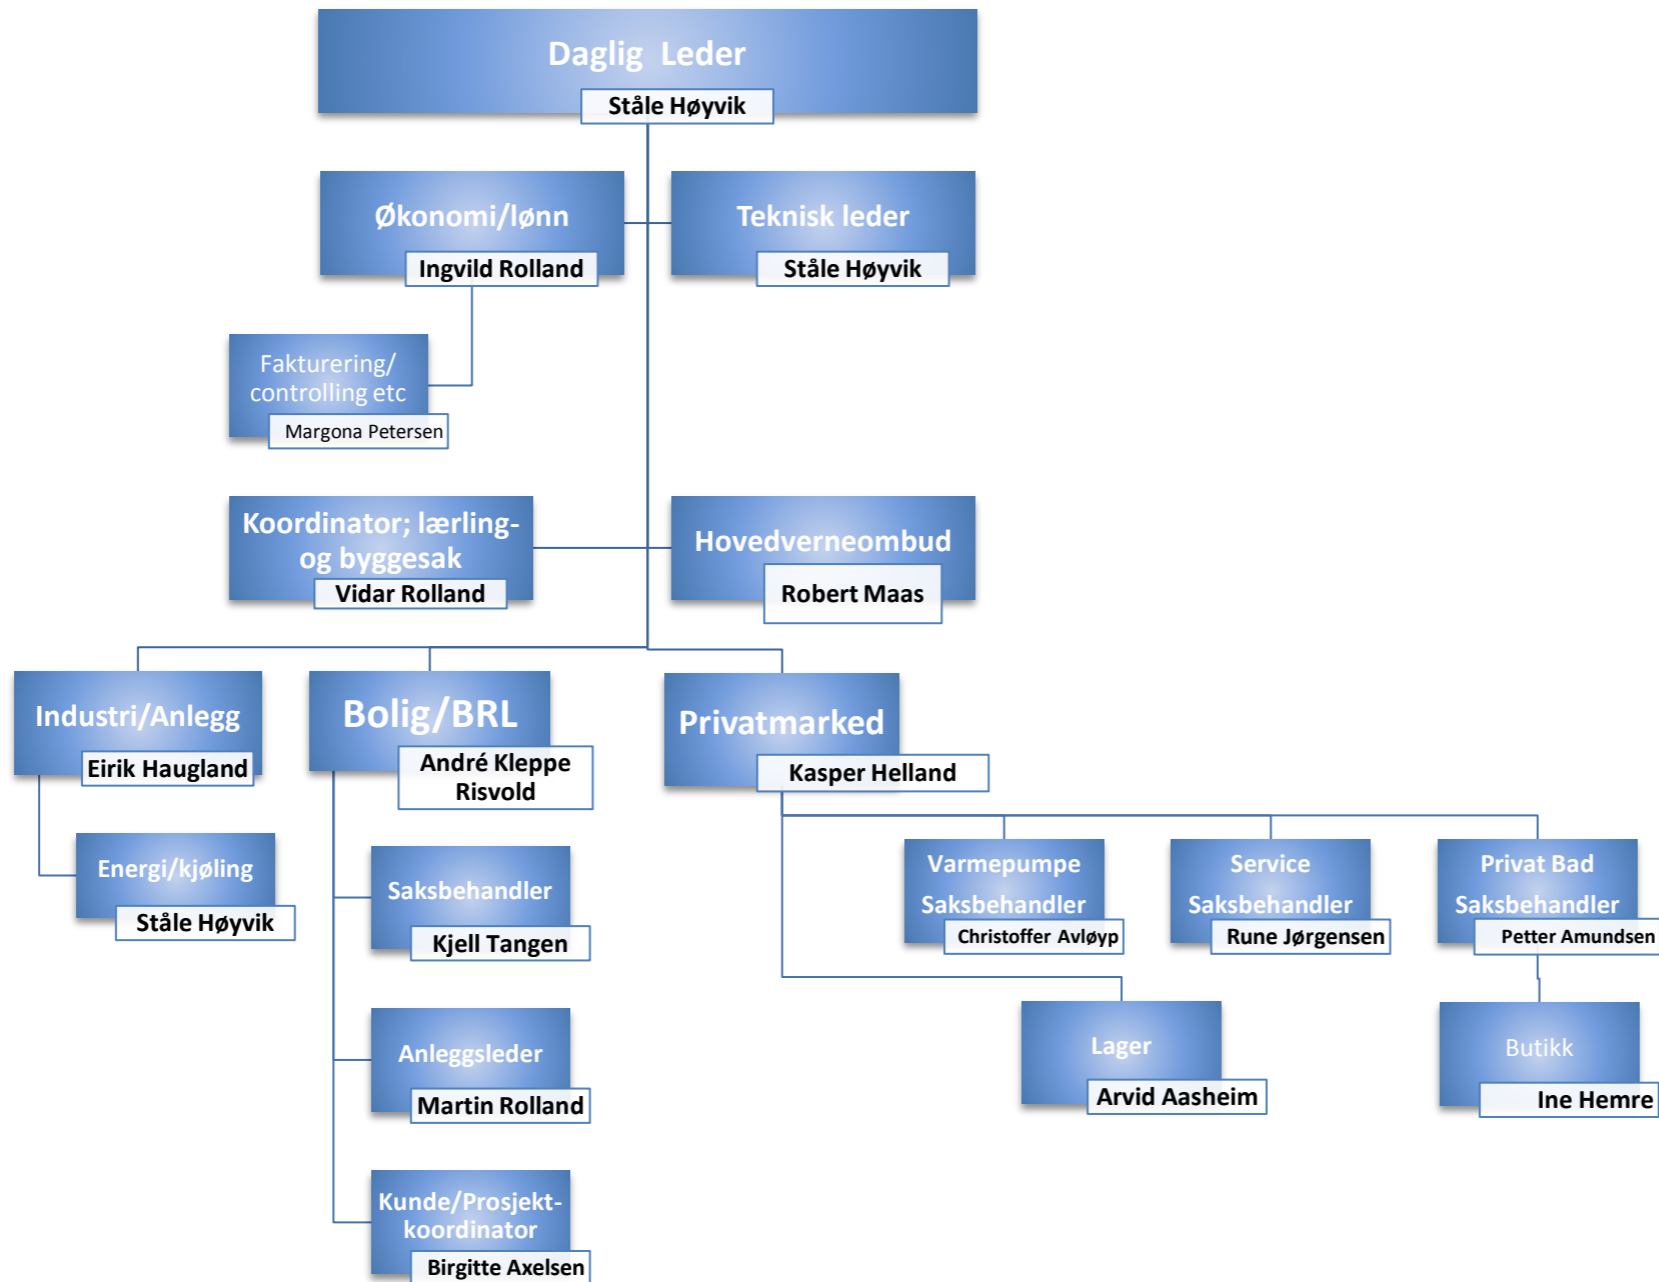 Daglig Leder
Ståle Høyvik
Økonomi/lønn
Ingvild Rolland
Teknisk leder
Ståle Høyvik
Fakturering/
controlling etc
Margona Petersen
Koordinator; lærling-
og byggesak
Vidar Rolland
Hovedverneombud
Robert Maas
Industri/Anlegg
Eirik Haugland
Bolig/BRL
André Kleppe
Risvold
Privatmarked
Kasper Helland
Energi/kjøling
Ståle Høyvik
Saksbehandler
Kjell Tangen
Anleggsleder
Martin Rolland
Kunde/Prosjekt-
koordinator
Birgitte Axelsen
Varmepumpe
Saksbehandler
Christoffer Avløyp
Service
Saksbehandler
Rune Jørgensen
Privat Bad
Saksbehandler
Petter Amundsen
Lager
Arvid Aasheim
Butikk
Ine Hemre